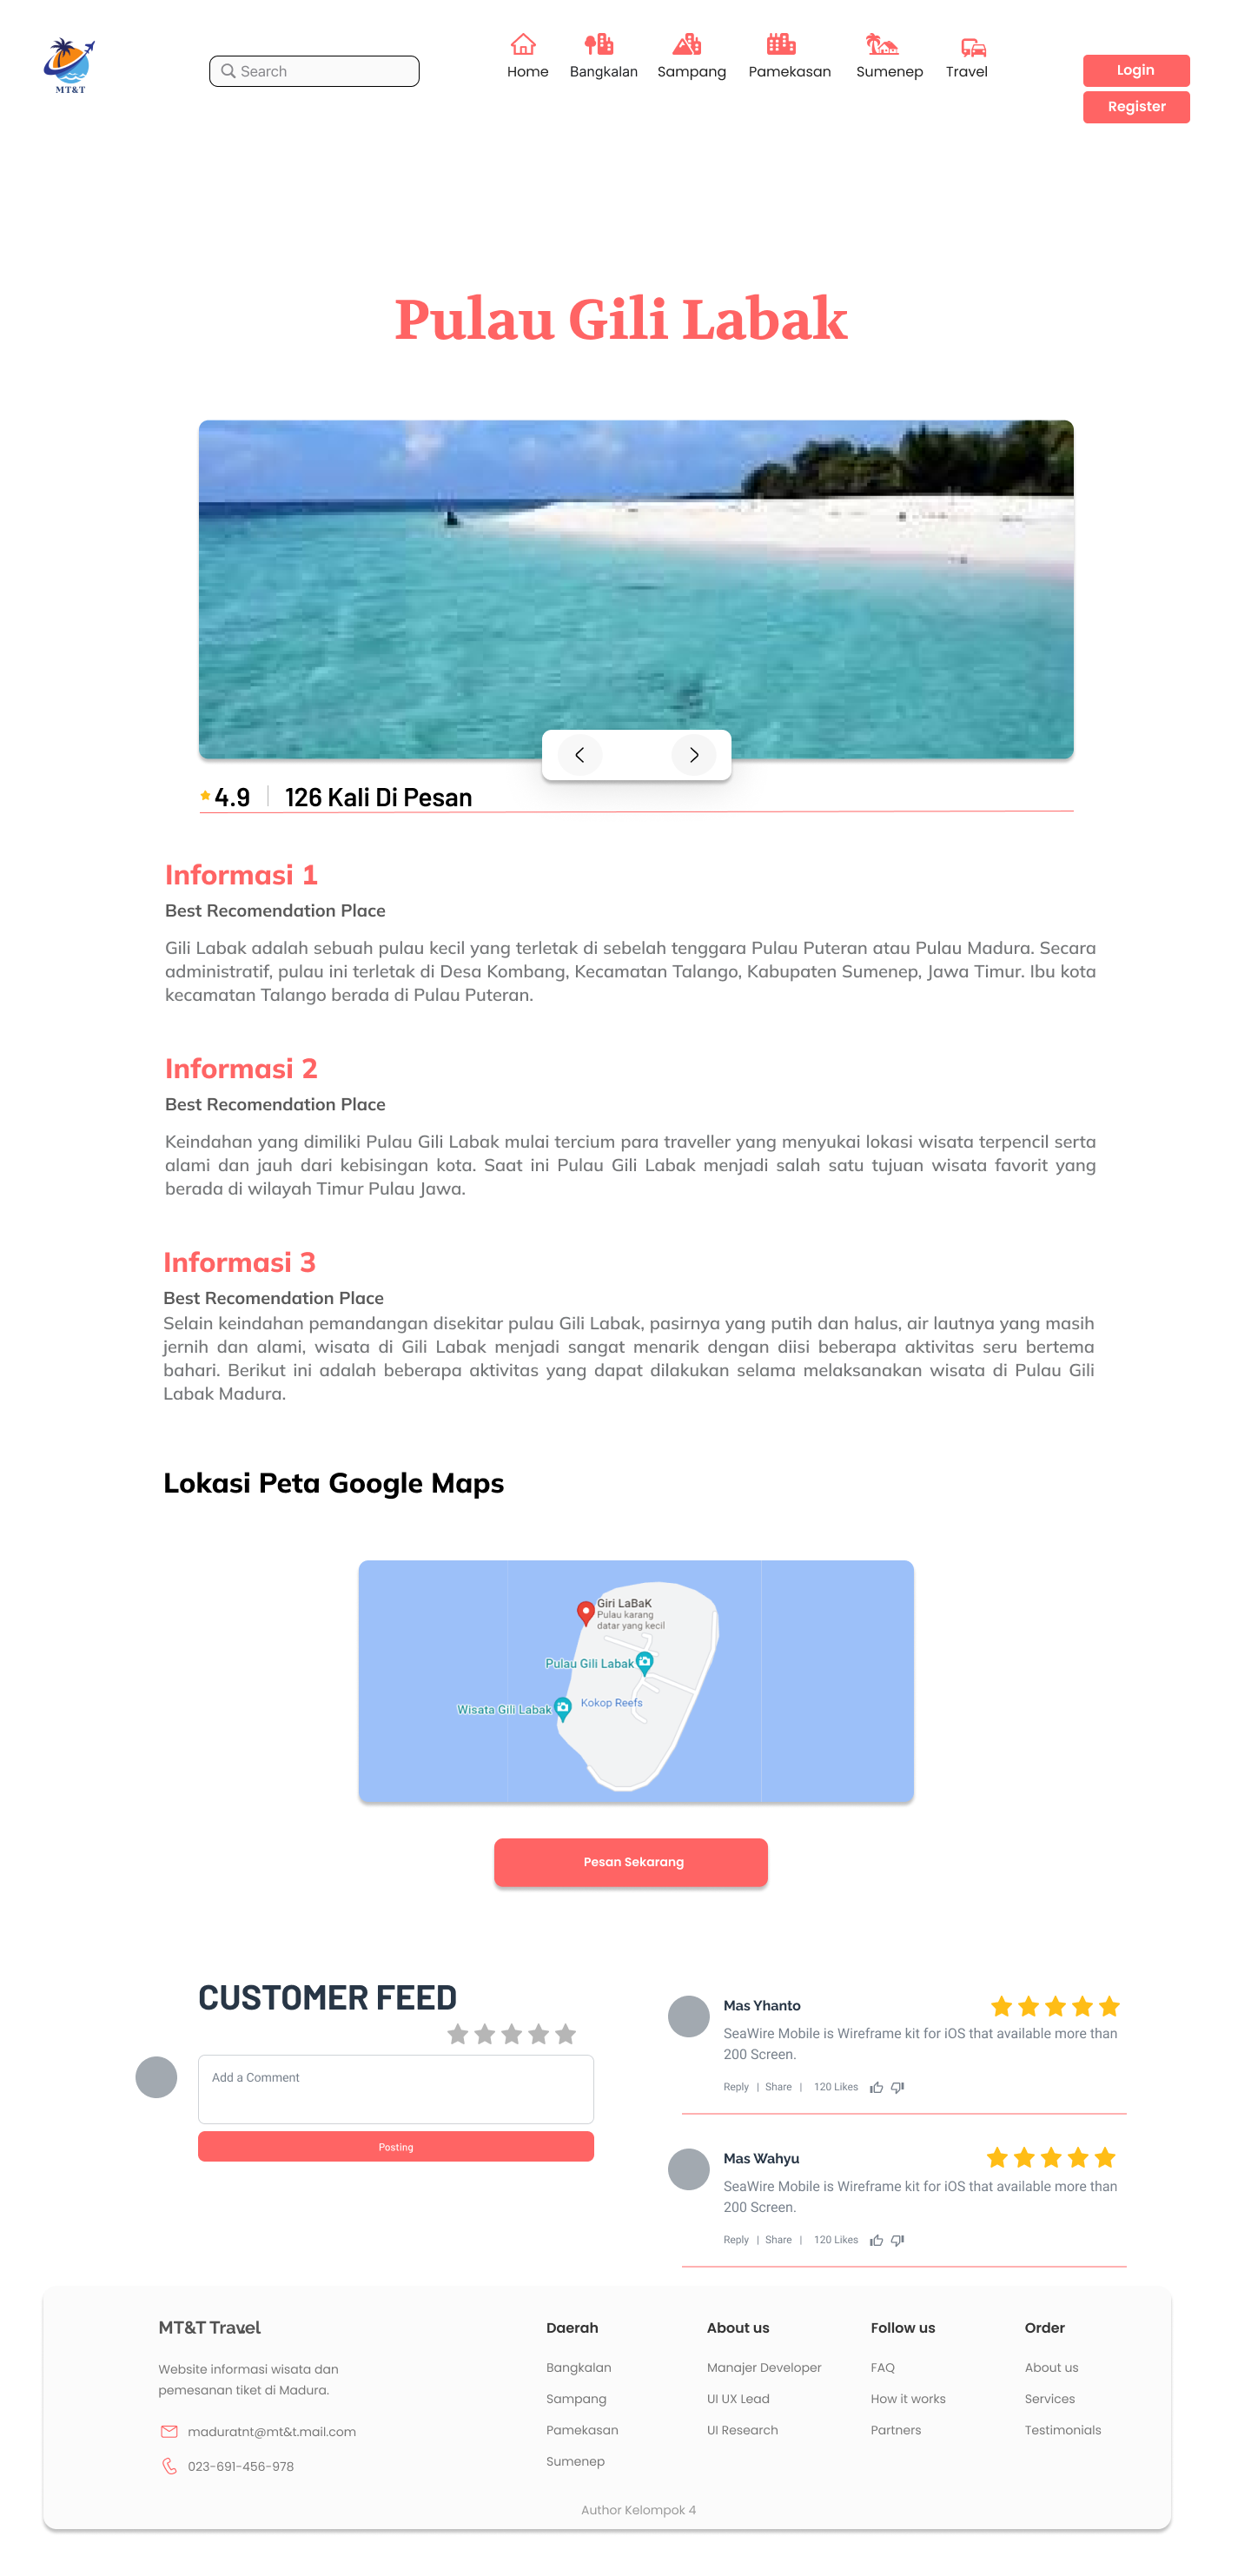 MT&T
Search
Home
Bangkalan
Sampang
Pamekasan
Sumenep
Travel
Login
Register
Pulau Gili Labak
4.9
126 Kali Di Pesan
Informasi 1
Best Recomendation Place
Gili Labak adalah sebuah pulau kecil yang terletak di sebelah tenggara Pulau Puteran atau Pulau Madura. Secara
administratif, pulau ini terletak di Desa Kombang, Kecamatan Talango, Kabupaten Sumenep, Jawa Timur. Ibu kota
kecamatan Talango berada di Pulau Puteran.
Informasi 2
Best Recomendation Place
Keindahan yang dimiliki Pulau Gili Labak mulai tercium para traveller yang menyukai lokasi wisata terpencil serta
alami dan jauh dari kebisingan kota. Saat ini Pulau Gili Labak menjadi salah satu tujuan wisata favorit yang
berada di wilayah Timur Pulau Jawa.
Informasi 3
Best Recomendation Place
Selain keindahan pemandangan disekitar pulau Gili Labak, pasirnya yang putih dan halus, air lautnya yang masih
jernih dan alami, wisata di Gili Labak menjadi sangat menarik dengan diisi beberapa aktivitas seru bertema
bahari. Berikut ini adalah beberapa aktivitas yang dapat dilakukan selama melaksanakan wisata di Pulau Gili
Labak Madura.
Lokasi Peta Google Maps
Giri LaBaK
Pulau karang
datar yang kecil
Pulau Gili Labak
Wisata Gili Labak
Kokop Reefs
Pesan Sekarang
CUSTOMER FEED
Add a Comment
Posting
Mas Yhanto
SeaWire Mobile is Wireframe kit for iOS that available more than
200 Screen.
Reply | Share | 120 Likes
Mas Wahyu
SeaWire Mobile is Wireframe kit for iOS that available more than
200 Screen.
Reply | Share | 120 Likes
MT&T Travel
Website informasi wisata dan
pemesanan tiket di Madura.
maduratnt@mt&t.mail.com
023-691-456-978
Daerah
Bangkalan
Sampang
Pamekasan
Sumenep
About us
Manajer Developer
UI UX Lead
UI Research
Follow us
FAQ
How it works
Partners
Order
About us
Services
Testimonials
Author Kelompok 4